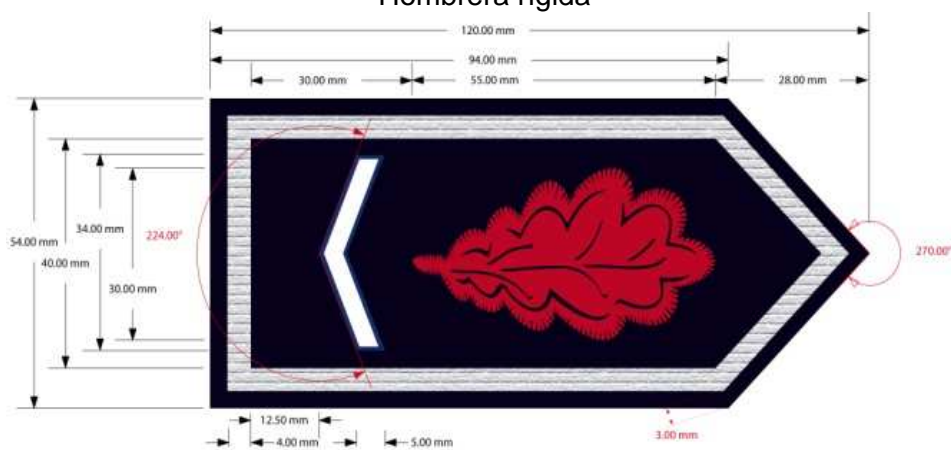 Hombrera rígida
120.00 mm
94.00 mm
30.00 mm
55.00 mm
28.00 mm
54.00 mm
40.00 mm
34.00 mm
30.00 mm
224.00°
270.00°
12.50 mm
4.00 mm
5.00 mm
3.00 mm